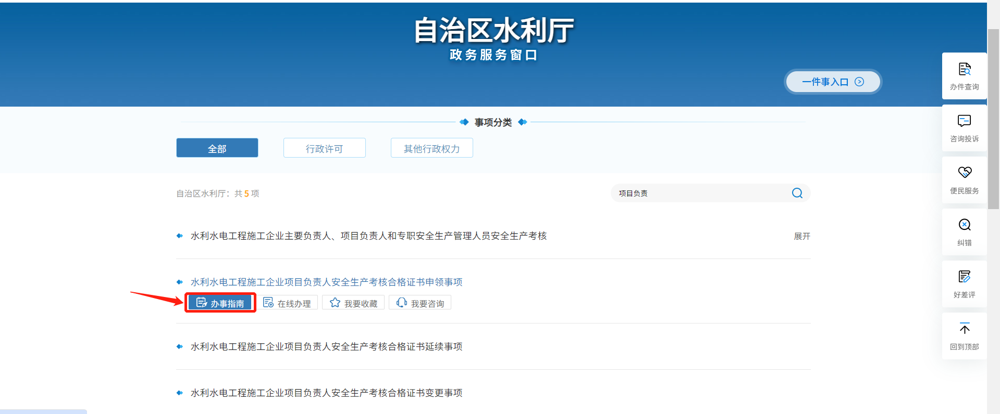 自治区水利厅
政务服务窗口
一件事入口
事项分类
全部
行政许可
其他行政权力
自治区水利厅：共 5 项
项目负责
水利水电工程施工企业主要负责人、项目负责人和专职安全生产管理人员安全生产考核
展开
水利水电工程施工企业项目负责人安全生产考核合格证书申领事项
办事指南
在线办理
我要收藏
我要咨询
水利水电工程施工企业项目负责人安全生产考核合格证书延续事项
水利水电工程施工企业项目负责人安全生产考核合格证书变更事项
办件查询
咨询投诉
便民服务
纠错
好差评
回到顶部